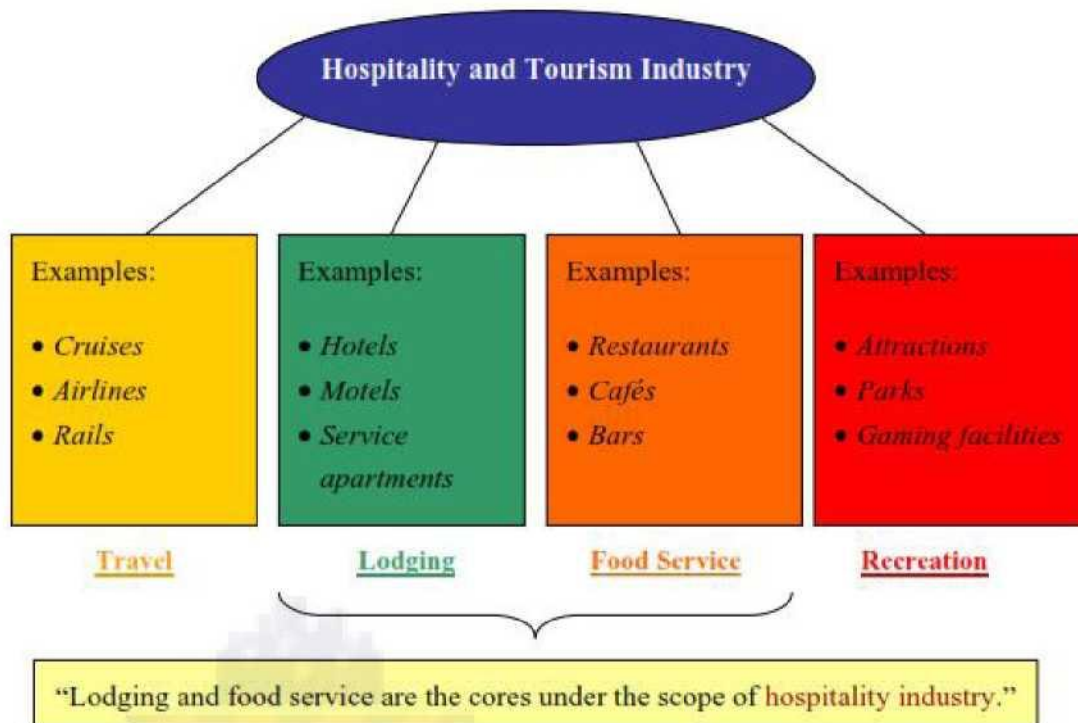 Hospitality and Tourism Industry
Examples:
• Cruises
• Airlines
• Rails
Travel
Examples:
• Hotels
• Motels
• Service
apartments
Lodging
Examples:
• Restaurants
• Cafés
• Bars
Food Service
Examples:
• Attractions
• Parks
• Gaming facilities
Recreation
“Lodging and food service are the cores under the scope of hospitality industry.”